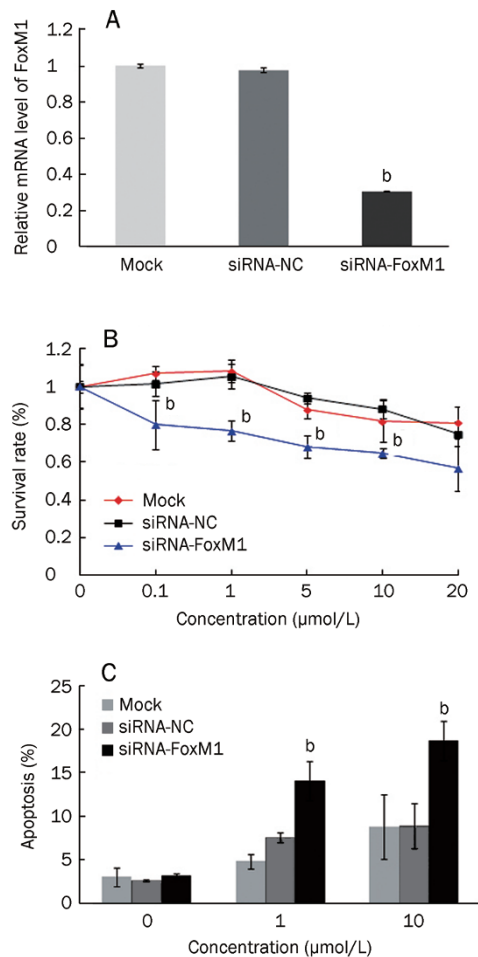 A
Relative mRNA level of FoxM1
1.2
1
0.8
0.6
0.4
0.2
0
b
Mock siRNA-NC siRNA-FoxM1
B
Survival rate (%)
1.2
1
0.8
0.6
0.4
0.2
0
b
b
b
b
Mock
siRNA-NC
siRNA-FoxM1
0 0.1 1 5 10 20
Concentration (μmol/L)
C
Apoptosis (%)
25
20
15
10
5
0
Mock
siRNA-NC
siRNA-FoxM1
b
b
0 1 10
Concentration (μmol/L)